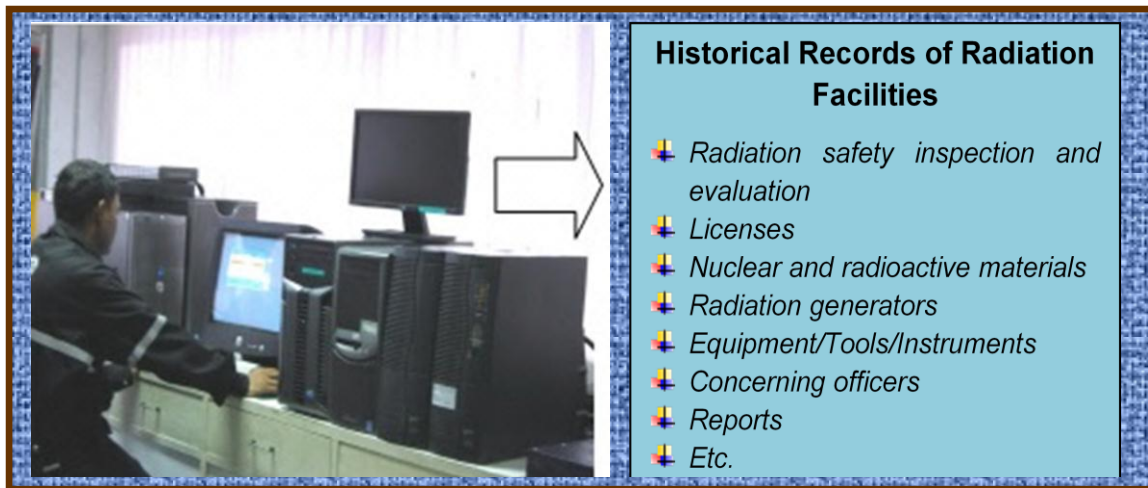 Historical Records of Radiation
Facilities
Radiation safety inspection and
evaluation
Licenses
Nuclear and radioactive materials
Radiation generators
Equipment/Tools/Instruments
Concerning officers
Reports
Etc.